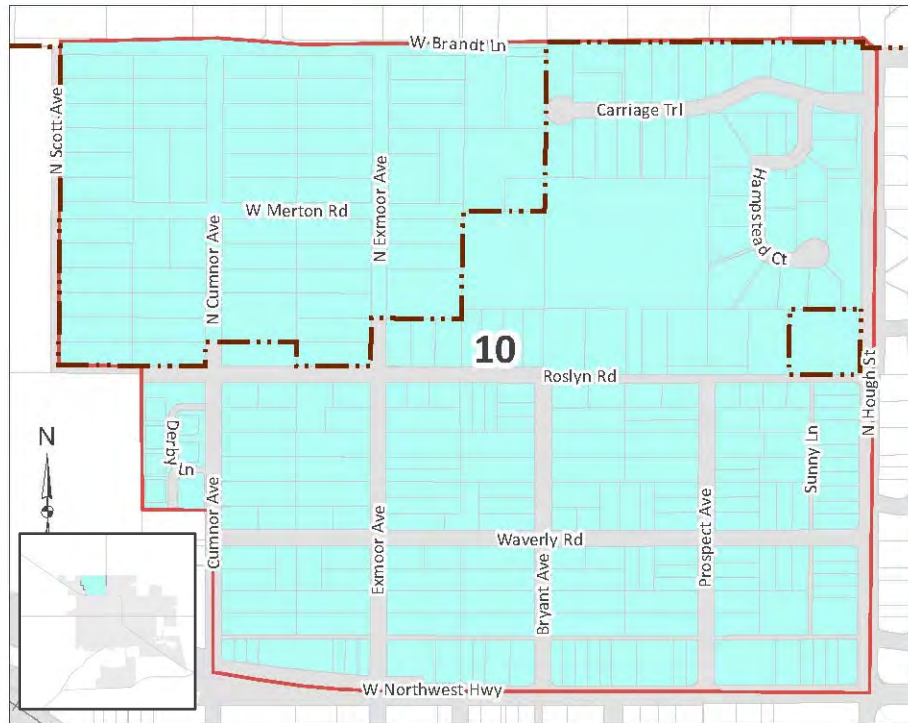 W Brandt Ln
N Scott Ave
Carriage Trl
N Exmoor Ave
Hampstead Ct
W Merton Rd
N Cumnor Ave
10
Roslyn Rd
N Hough St
Derby Ln
Sunny Ln
N
Cumnor Ave
Exmoor Ave
Waverly Rd
Bryant Ave
Prospect Ave
W Northwest Hwy